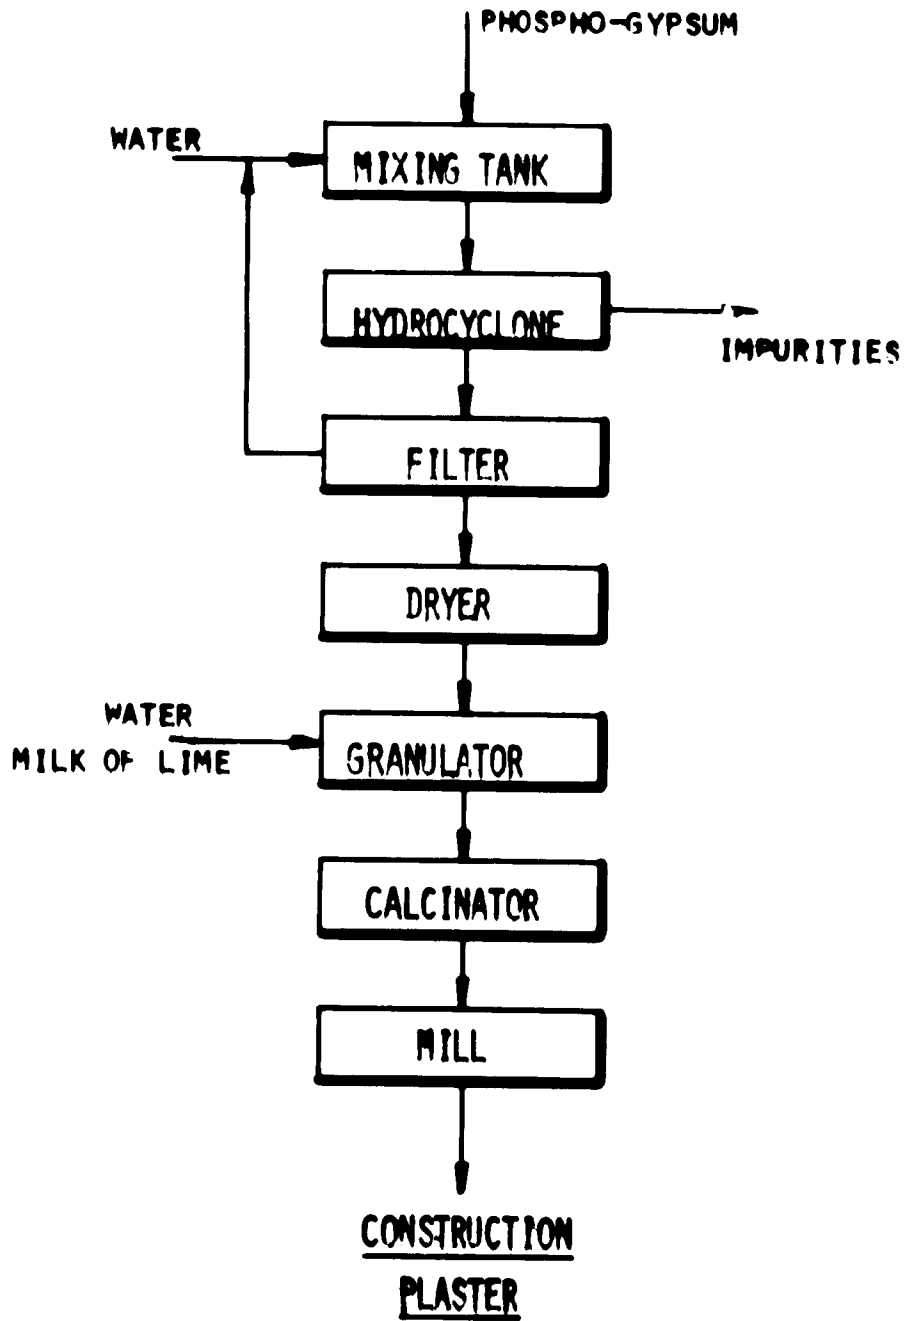 PHOSPHO-GYPSUM
WATER
MIXING TANK
HYDROCYCLONE
IMPURITIES
FILTER
DRYER
WATER
MILK OF LIME
GRANULATOR
CALCINATOR
MILL
CONSTRUCTION
PLASTER